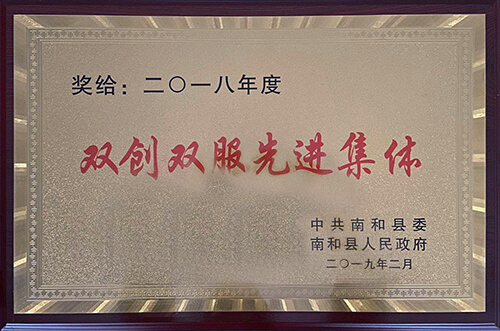 奖给：二〇一八年度
双创双服先进集体
中共南和县委
南和县人民政府
二〇一九年二月